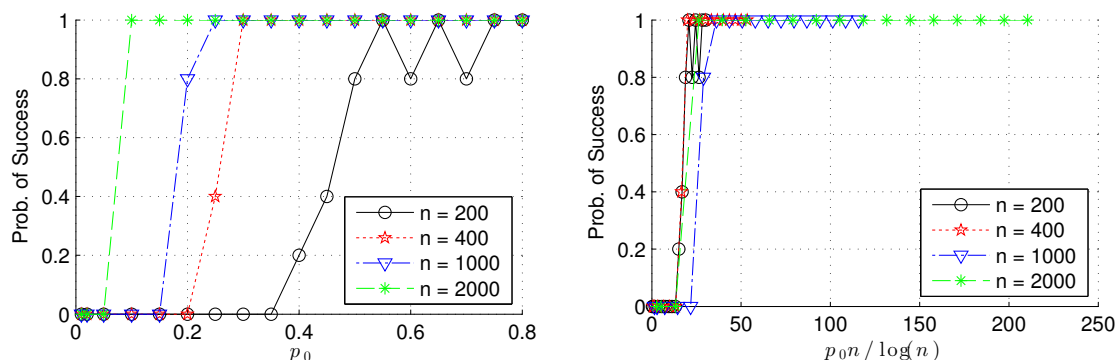 1
0.8
0.6
0.4
0.2
0
Prob. of Success
0
0.2
0.4
0.6
0.8
p₀
n = 200
n = 400
n = 1000
n = 2000
1
0.8
0.6
0.4
0.2
0
Prob. of Success
0
50
100
150
200
250
p₀n / log(n)
n = 200
n = 400
n = 1000
n = 2000